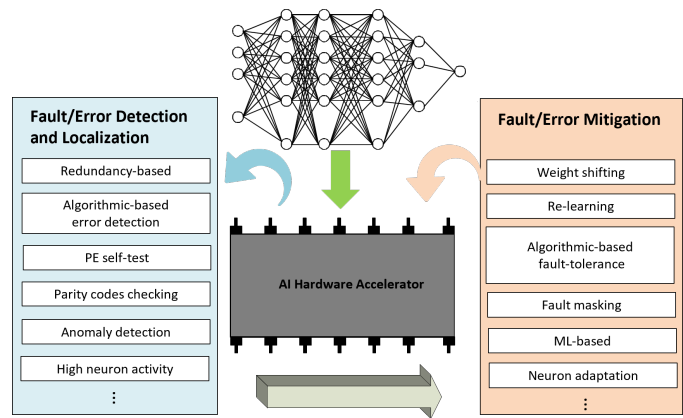 Fault/Error Detection
and Localization
Redundancy-based
Algorithmic-based
error detection
PE self-test
Parity codes checking
Anomaly detection
High neuron activity
⋮
AI Hardware Accelerator
Fault/Error Mitigation
Weight shifting
Re-learning
Algorithmic-based
fault-tolerance
Fault masking
ML-based
Neuron adaptation
⋮